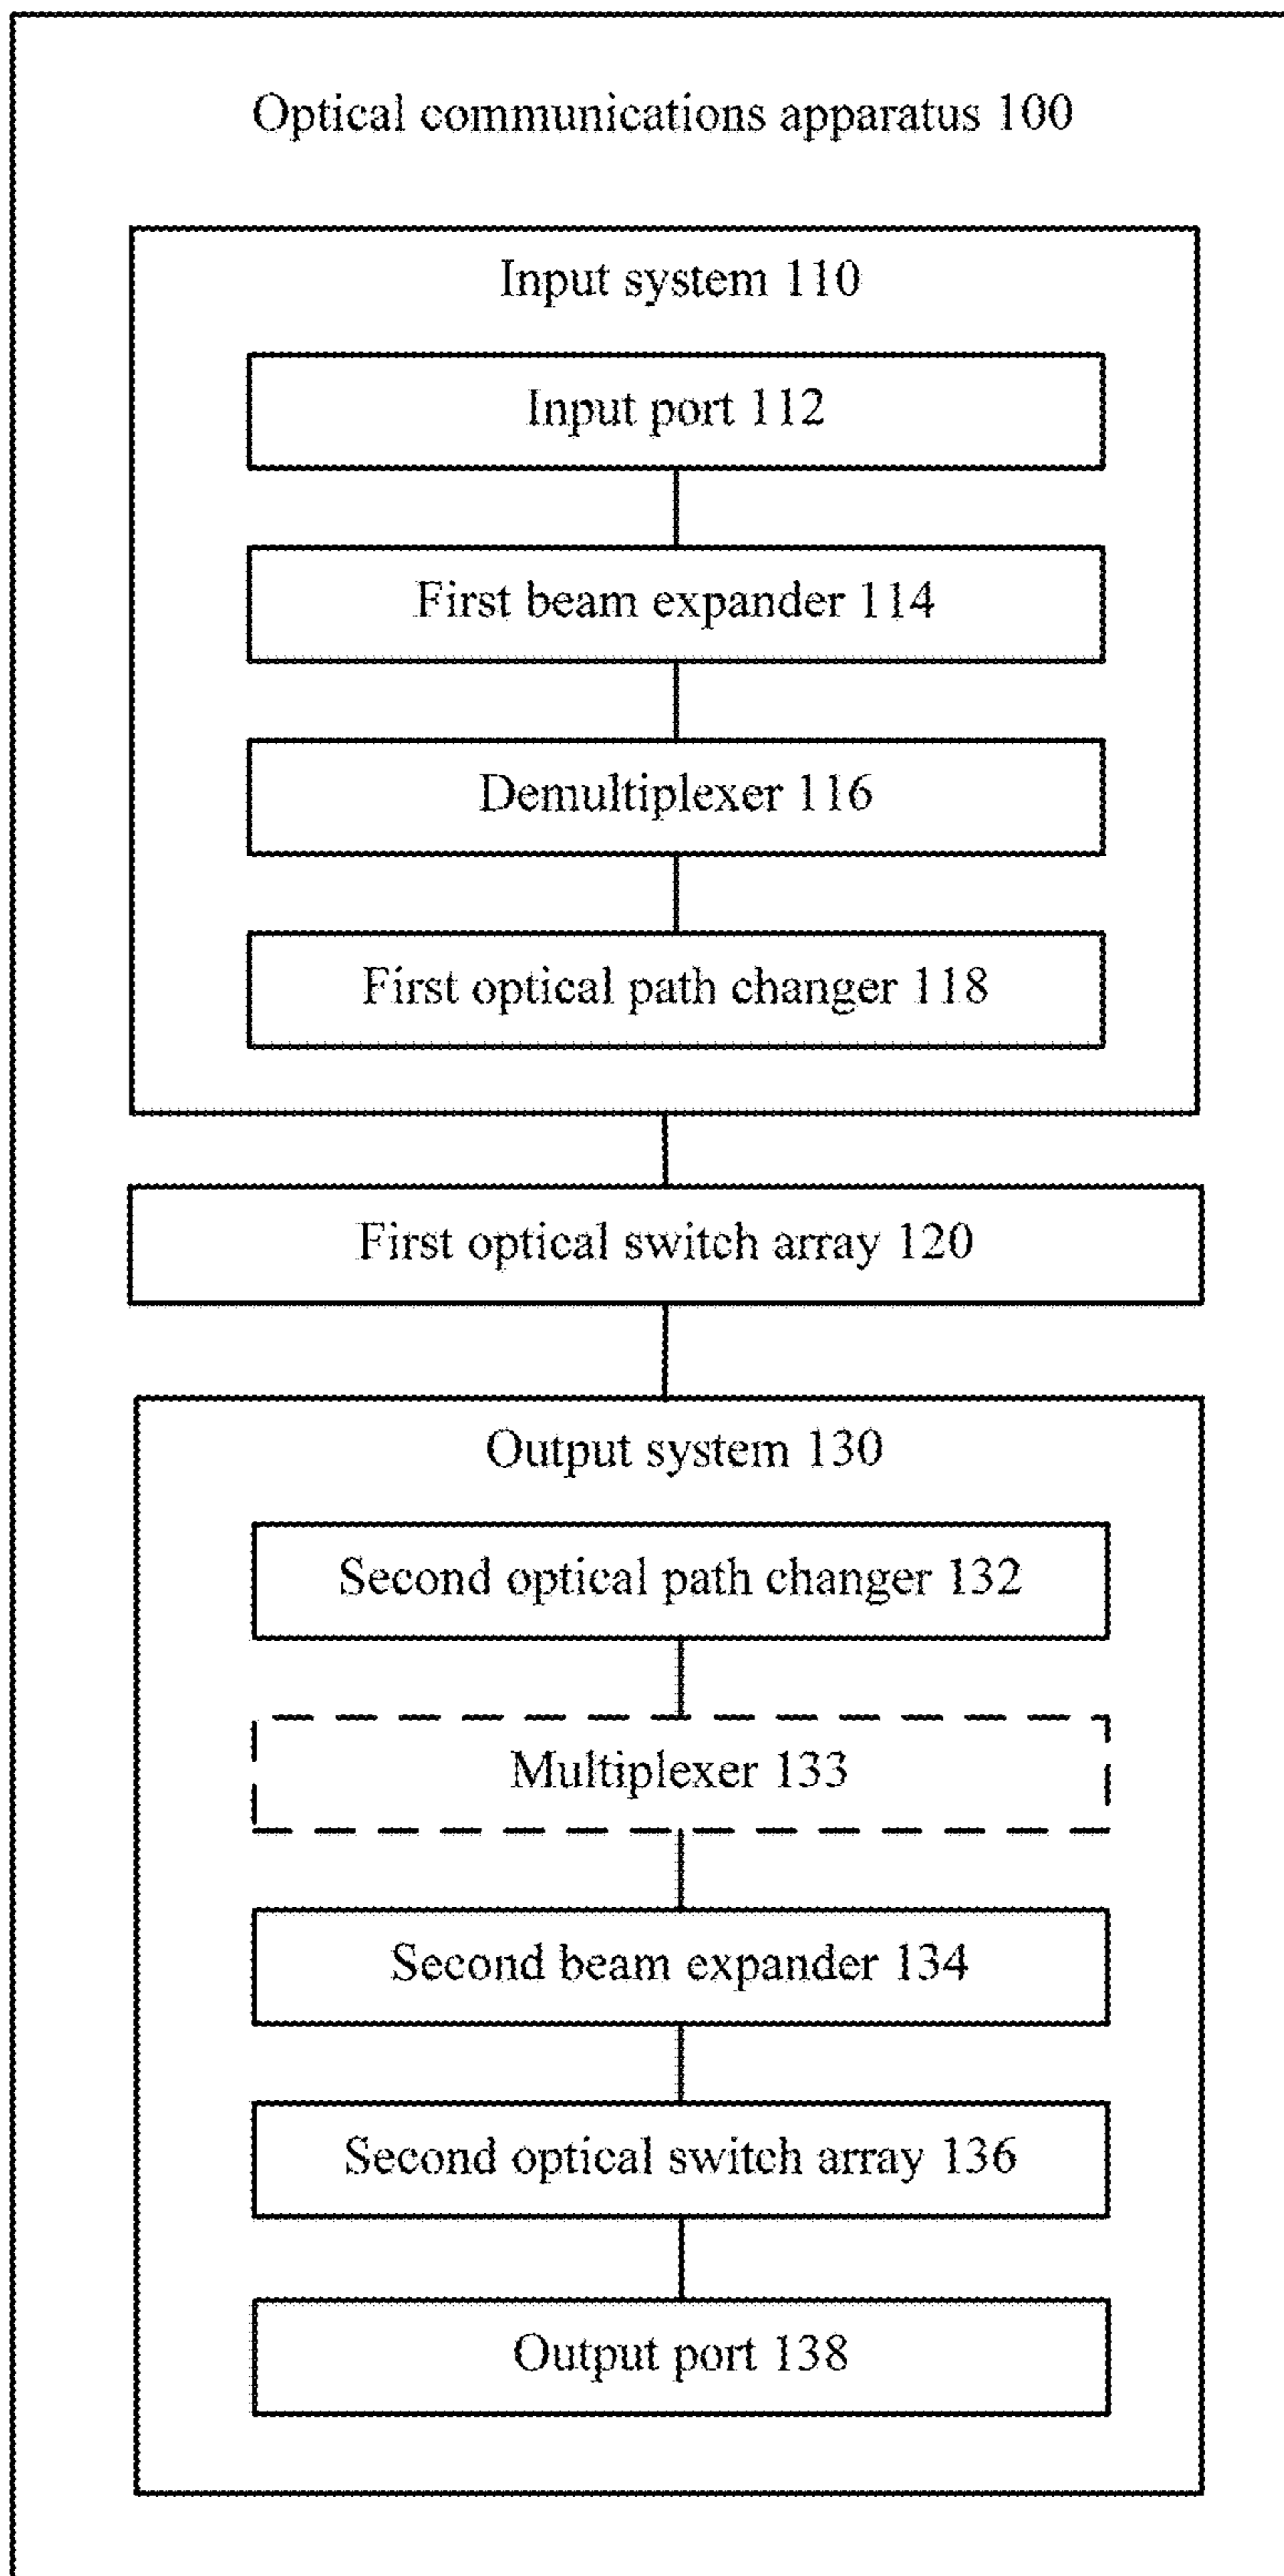 Optical communications apparatus 100
Input system 110
Input port 112
First beam expander 114
Demultiplexer 116
First optical path changer 118
First optical switch array 120
Output system 130
Second optical path changer 132
Multiplexer 133
Second beam expander 134
Second optical switch array 136
Output port 138